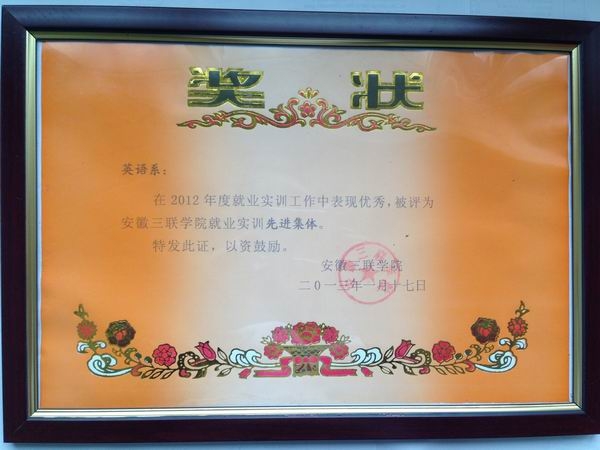 奖状
英语系：
在2012年度就业实训工作中表现优秀，被评为
安徽三联学院就业实训先进集体。
特发此证，以资鼓励。
安徽三联学院
二〇一三年一月十七日